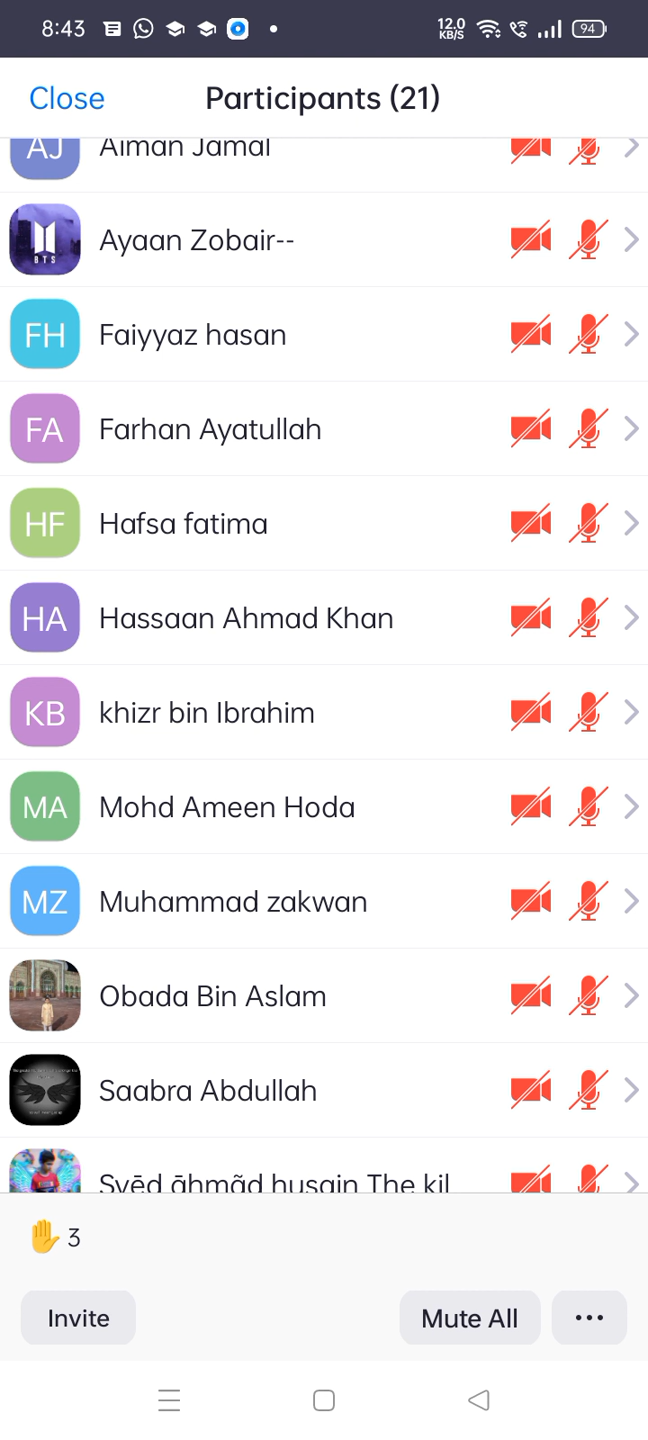 8:43
12.0
KB/S
94
Close
Participants (21)
AJ
Aiman Jamal
BTS
Ayaan Zobair--
FH
Faiyyaz hasan
FA
Farhan Ayatullah
HF
Hafsa fatima
HA
Hassaan Ahmad Khan
KB
khizr bin Ibrahim
MA
Mohd Ameen Hoda
MZ
Muhammad zakwan
Obada Bin Aslam
Saabra Abdullah
Syēd āhmãd husain The kil
3
Invite
Mute All